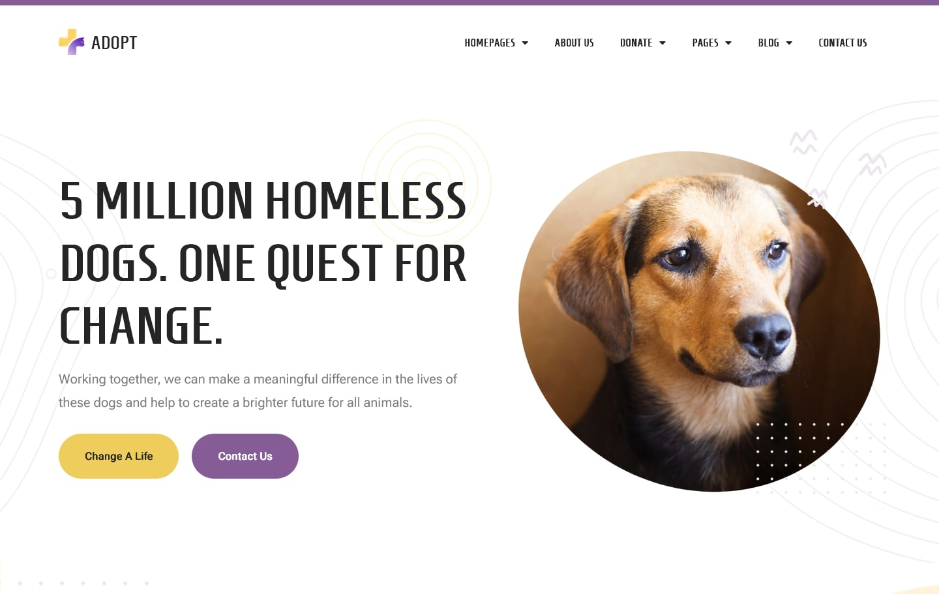 ADOPT
HOMEPAGES ABOUT US DONATE PAGES BLOG CONTACT US
5 MILLION HOMELESS
DOGS. ONE QUEST FOR
CHANGE.
Working together, we can make a meaningful difference in the lives of
these dogs and help to create a brighter future for all animals.
Change A Life Contact Us